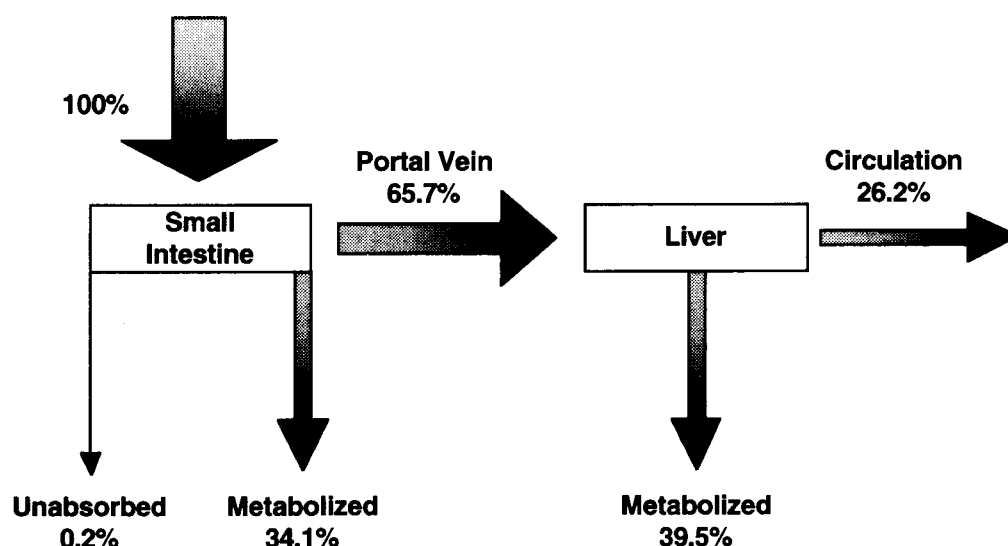 100%
Portal Vein
65.7%
Circulation
26.2%
Small
Intestine
Liver
Unabsorbed
0.2%
Metabolized
34.1%
Metabolized
39.5%